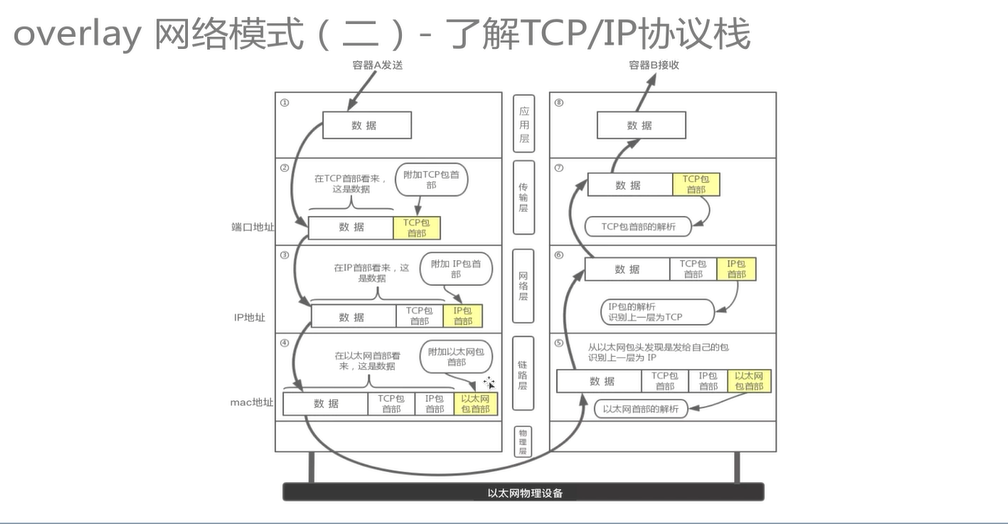 overlay 网络模式（二）- 了解TCP/IP协议栈
容器A发送
容器B接收
①
数 据
应用层
⑧
数 据
②
在TCP首部看来，
这是数据
附加TCP包首
部
端口地址
数 据
TCP包
首部
传输层
⑦
数 据
TCP包
首部
TCP包首部的解析
③
在IP首部看来，这
是数据
附加 IP包首
部
IP地址
数 据
TCP包
首部
IP包
首部
网络层
⑥
数 据
TCP包
首部
IP包
首部
IP包的解析
识别上一层为TCP
④
在以太网首部看
来，这是数据
附加以太网包
首部
mac地址
数 据
TCP包
首部
IP包
首部
以太网
包首部
链路层
⑤
从以太网包头发现是发给自己的包
识别上一层为 IP
数 据
TCP包
首部
IP包
首部
以太网
包首部
以太网首部的解析
物理层
以太网物理设备